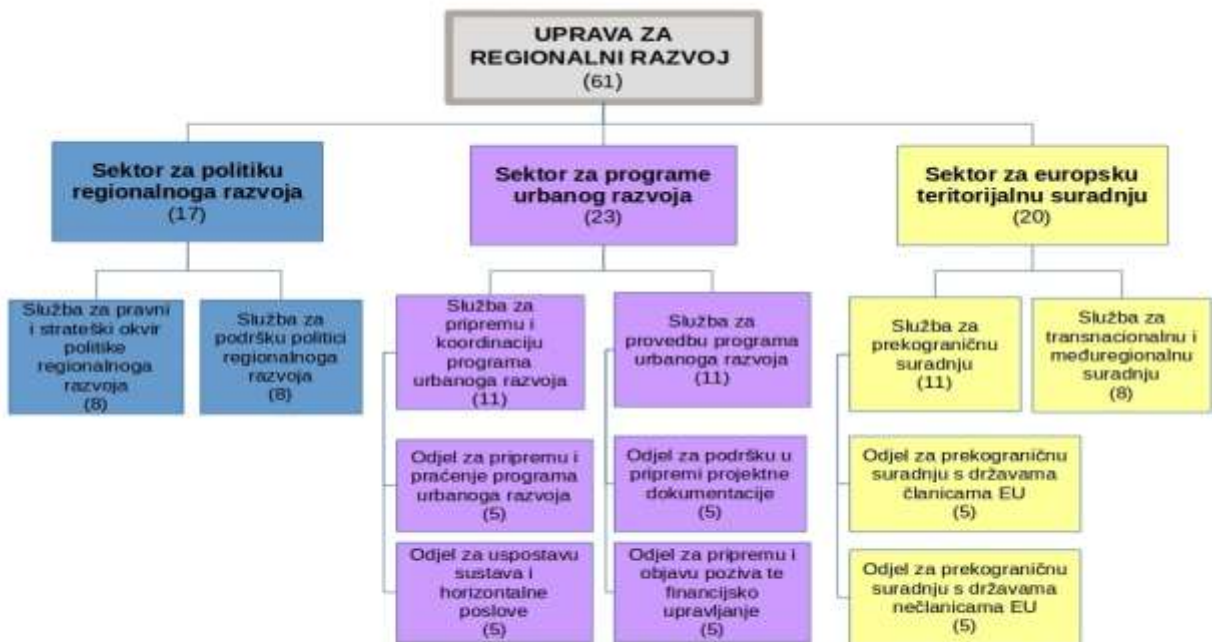 UPRAVA ZA
REGIONALNI RAZVOJ
(61)
Sektor za politiku
regionalnoga razvoja
(17)
Sektor za programe
urbanog razvoja
(23)
Sektor za europsku
teritorijalnu suradnju
(20)
Služba za pravni
i strateški okvir
politike
regionalnoga
razvoja
(8)
Služba za
podršku politici
regionalnoga
razvoja
(8)
Služba za
pripremu i
koordinaciju
programa
urbanoga razvoja
(11)
Služba za
provedbu programa
urbanoga razvoja
(11)
Služba za
prekograničnu
suradnju
(11)
Služba za
transnacionalnu i
međuregionalnu
suradnju
(8)
Odjel za pripremu i
praćenje programa
urbanoga razvoja
(5)
Odjel za podršku u
pripremi projektne
dokumentacije
(5)
Odjel za prekograničnu
suradnju s državama
članicama EU
(5)
Odjel za uspostavu
sustava i
horizontalne
poslove
(5)
Odjel za pripremu i
objavu poziva te
financijsko
upravljanje
(5)
Odjel za prekograničnu
suradnju s državama
nečlanicama EU
(5)